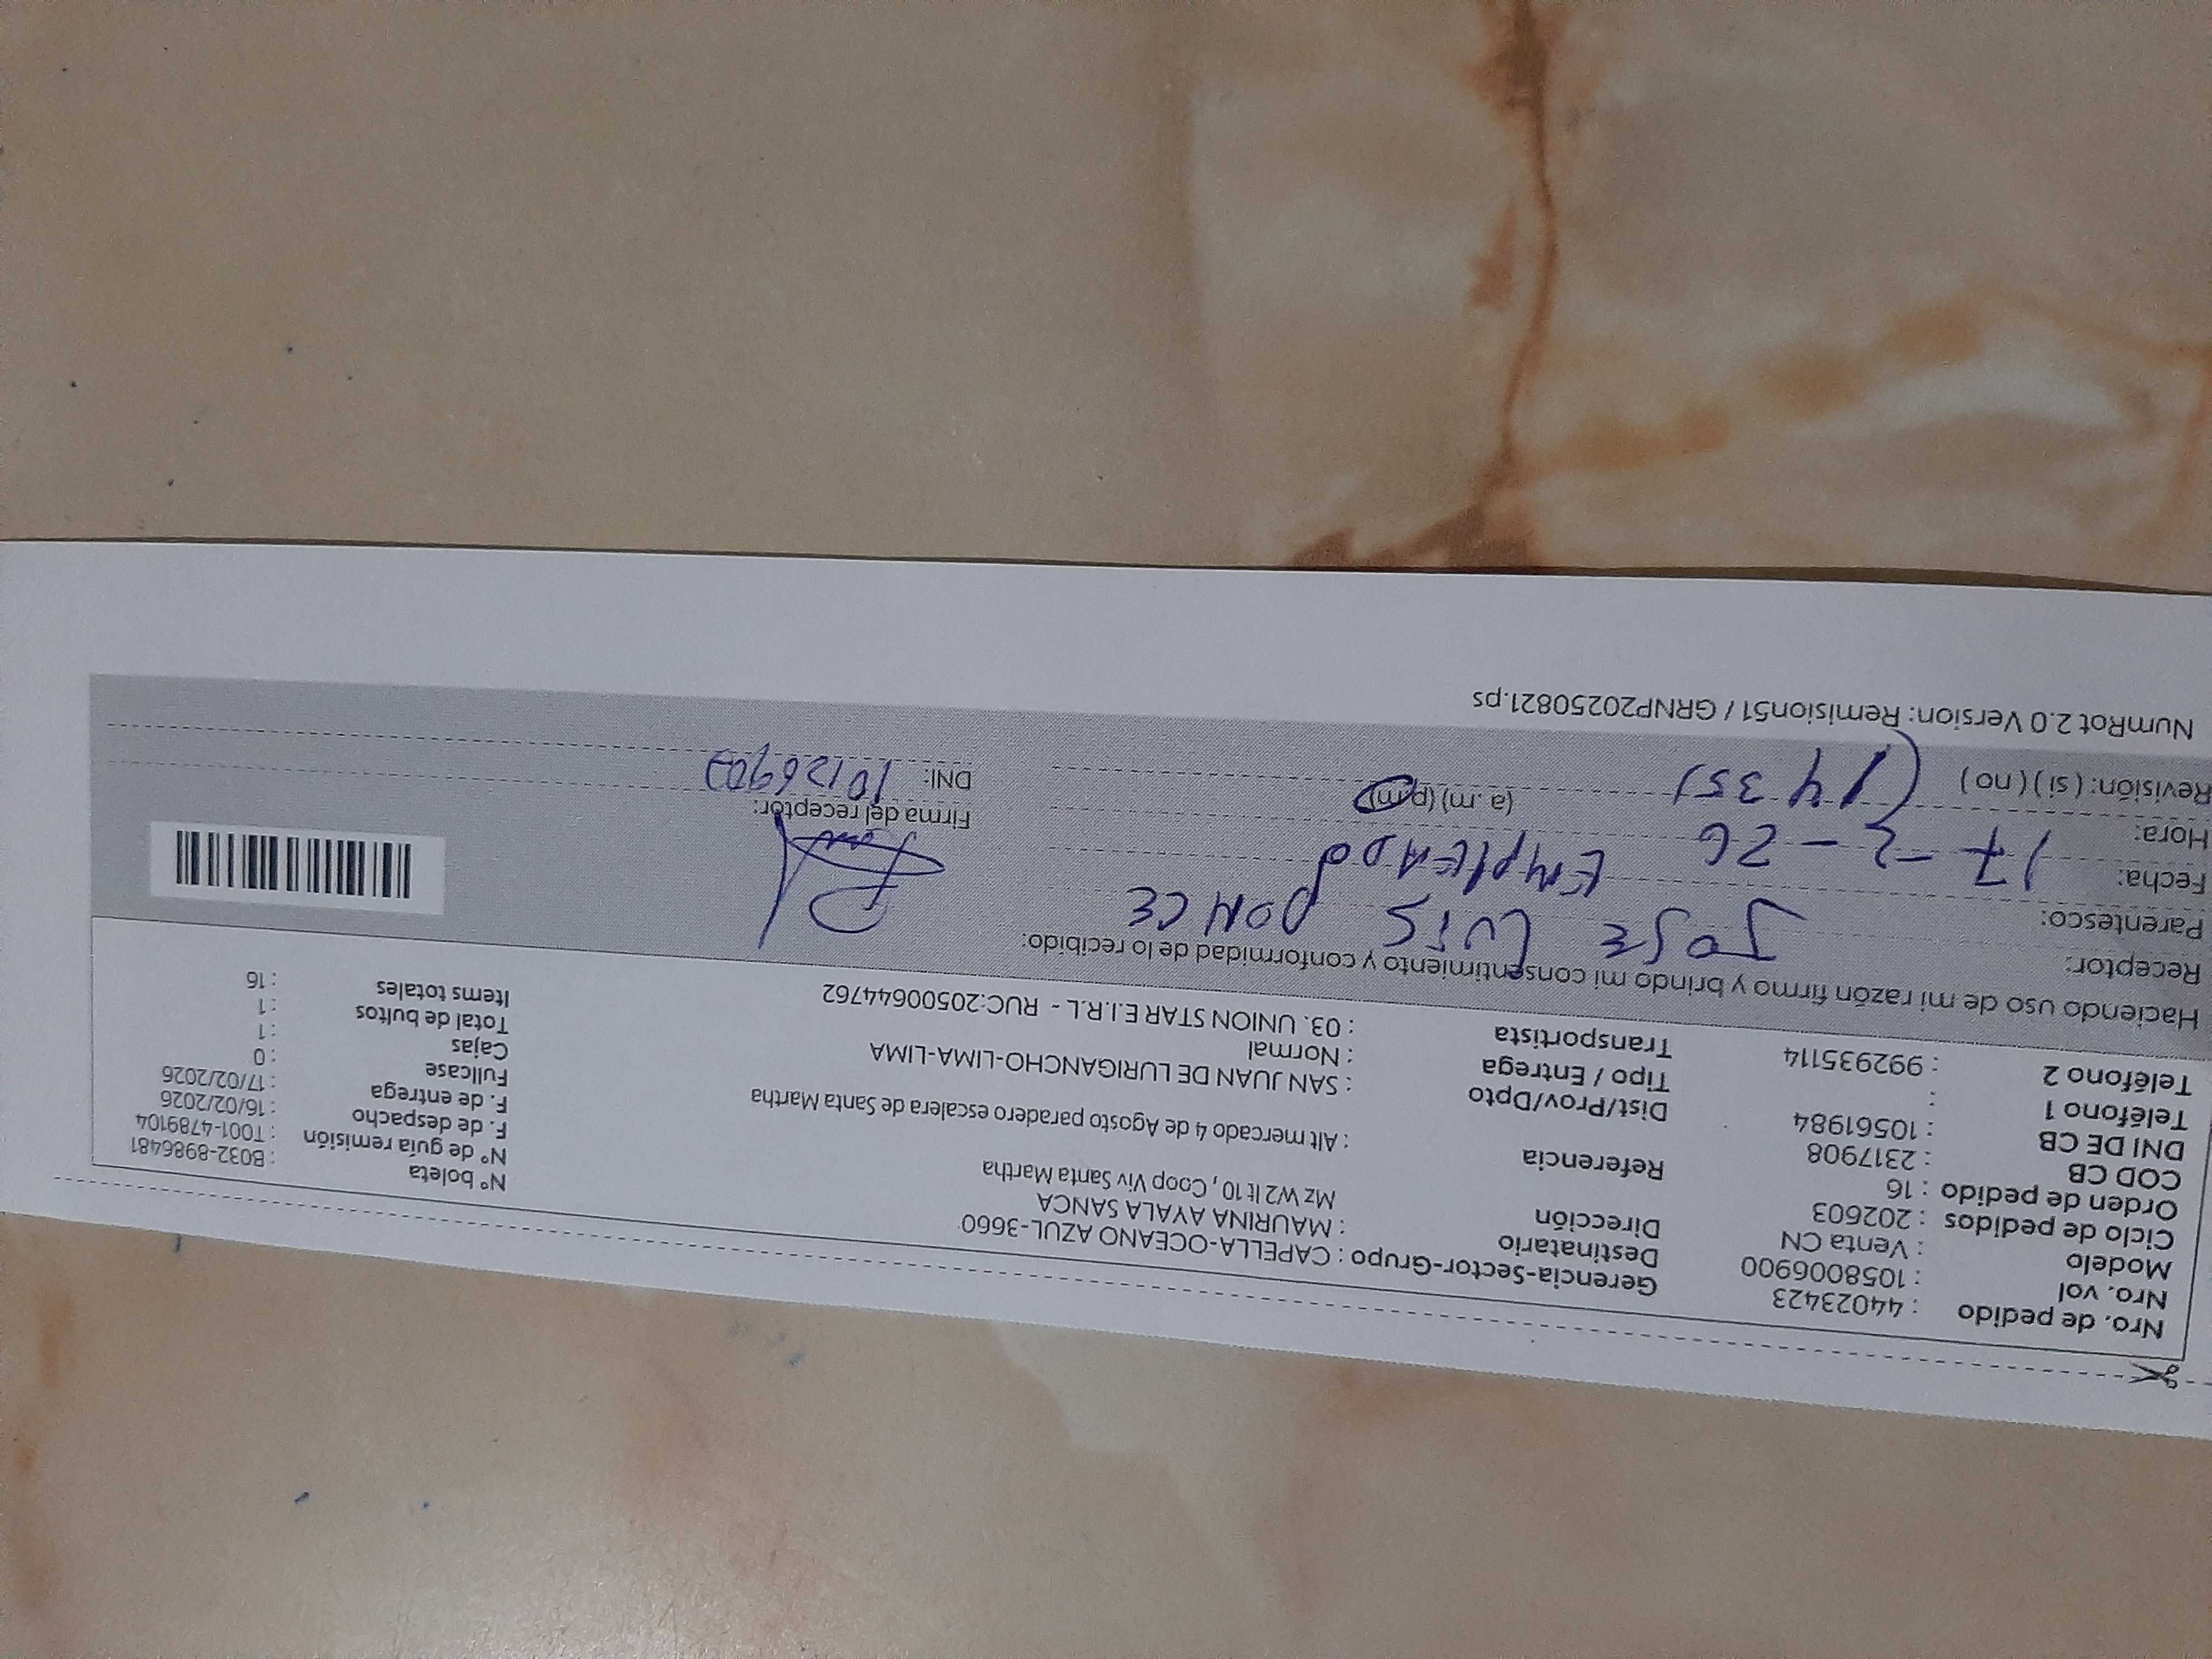 Nro. de pedido : 44023423
Nro. vol : 1058006900
Modelo : Venta CN
Ciclo de pedidos : 202603
Orden de pedido : 16
COD CB : 2317908
DNI DE CB : 10561984
Teléfono 1 :
Teléfono 2 : 992935114
Gerencia-Sector-Grupo : CAPELLA-OCEANO AZUL-3660
Destinatario : MAURINA AYALA SANCA
Dirección Mz W2 lt 10 , Coop Viv Santa Martha
Referencia : Alt mercado 4 de Agosto paradero escalera de Santa Martha
Dist/Prov/Dpto : SAN JUAN DE LURIGANCHO-LIMA-LIMA
Tipo / Entrega : Normal
Transportista : 03. UNION STAR E.I.R.L - RUC:20500644762
Nº boleta : B032-8986481
Nº de guía remisión : T001-4789104
F. de despacho : 16/02/2026
F. de entrega : 17/02/2026
Fullcase : 0
Cajas : 1
Total de bultos : 1
Items totales : 16
Haciendo uso de mi razón firmo y brindo mi consentimiento y conformidad de lo recibido:
Receptor: JOSE LUIS PONCE
Parentesco: EMPLEADO
Fecha: 17-2-26
Hora: (1435) (a. m) (p.m)
Revisión: ( si ) ( no )
Firma del receptor:
DNI:
NumRot 2.0 Version: Remision51 / GRNP20250821.ps